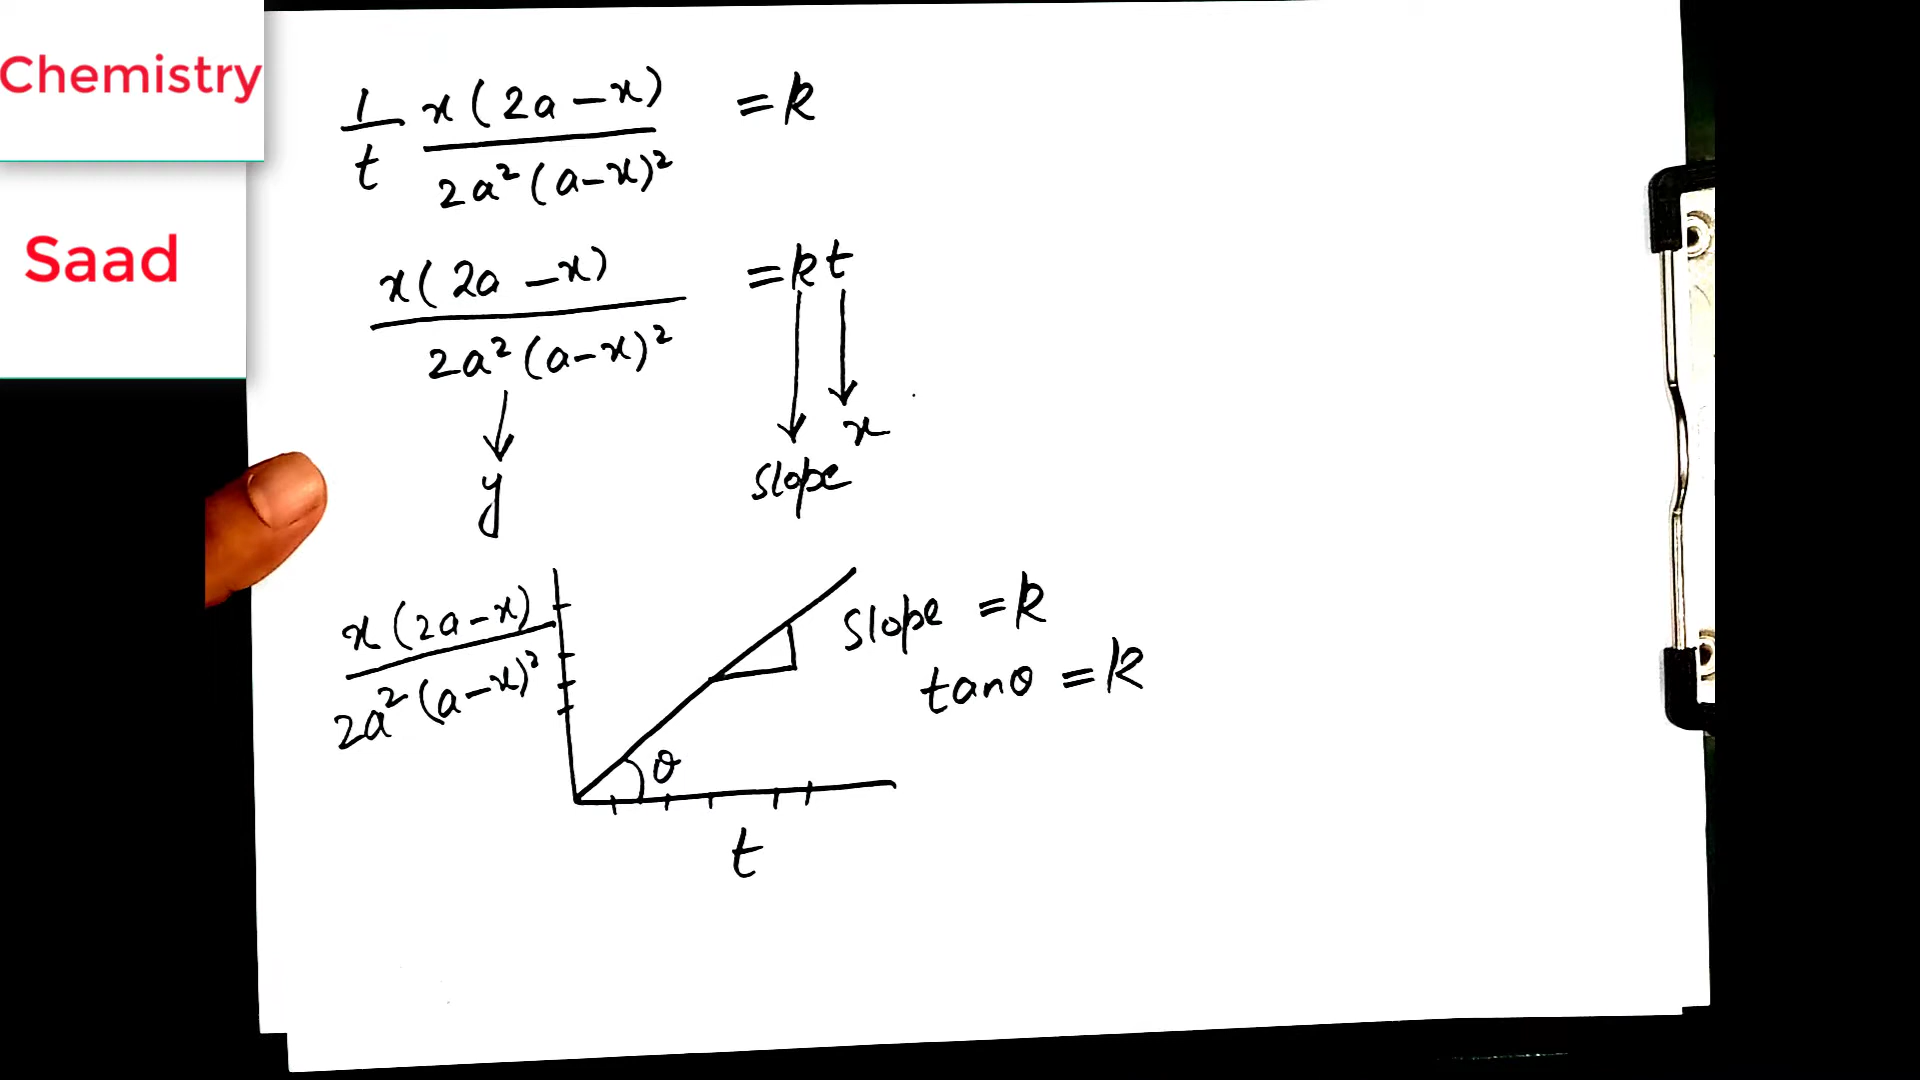 Chemistry
Saad
1/t x(2a-x)/2a²(a-x)² = k
x(2a-x)/2a²(a-x)² = kt
x
slope
y
x(2a-x)/2a²(a-x)²
slope = k
tanθ = k
θ
t